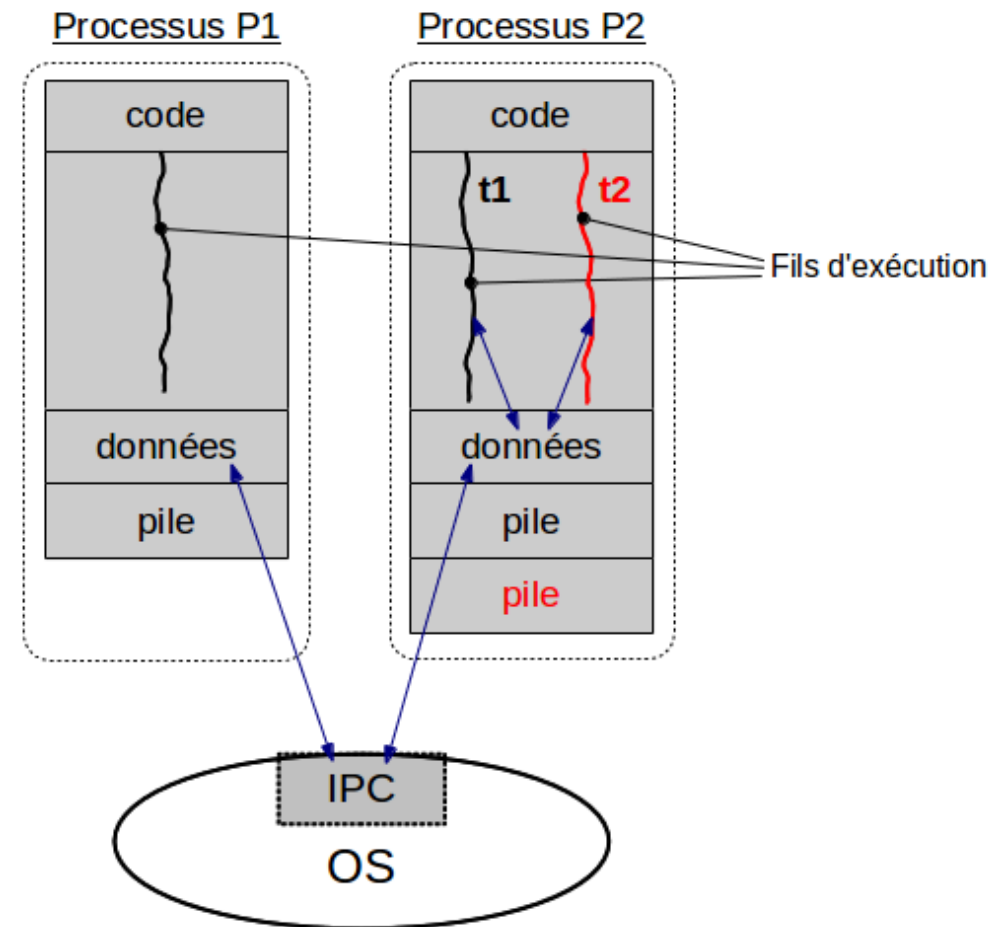 Processus P1
Processus P2
code
code
t1
t2
Fils d'exécution
données
données
pile
pile
pile
IPC
OS